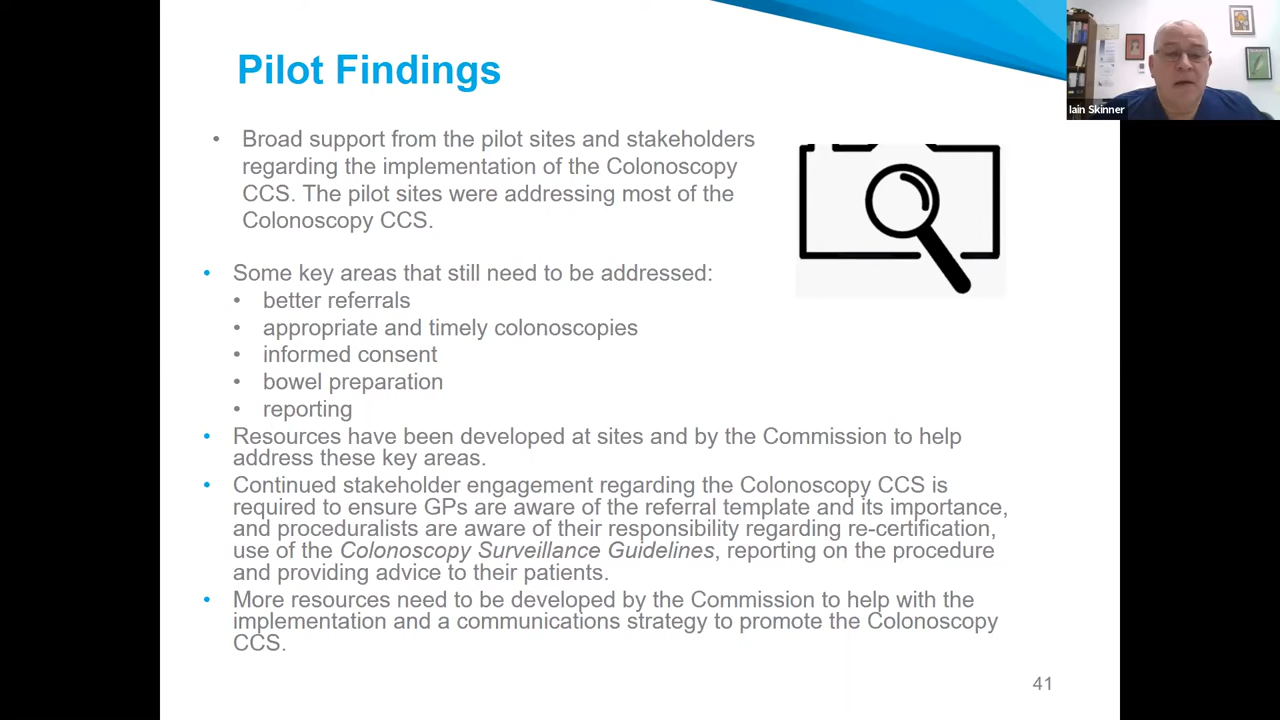 Pilot Findings
Iain Skinner
• Broad support from the pilot sites and stakeholders
regarding the implementation of the Colonoscopy
CCS. The pilot sites were addressing most of the
Colonoscopy CCS.
• Some key areas that still need to be addressed:
• better referrals
• appropriate and timely colonoscopies
• informed consent
• bowel preparation
• reporting
• Resources have been developed at sites and by the Commission to help
address these key areas.
• Continued stakeholder engagement regarding the Colonoscopy CCS is
required to ensure GPs are aware of the referral template and its importance,
and proceduralists are aware of their responsibility regarding re-certification,
use of the Colonoscopy Surveillance Guidelines, reporting on the procedure
and providing advice to their patients.
• More resources need to be developed by the Commission to help with the
implementation and a communications strategy to promote the Colonoscopy
CCS.
41